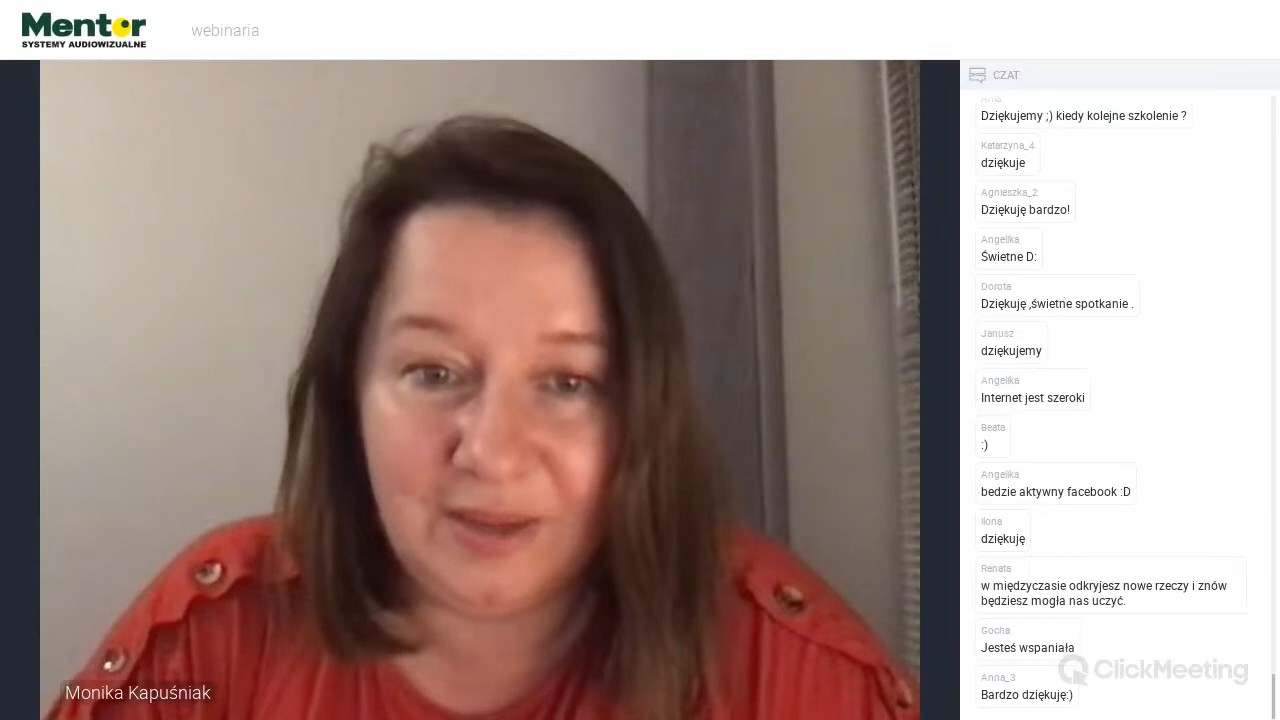 Mentor
SYSTEMY AUDIOWIZUALNE
webinaria
CZAT
Ania
Dziękujemy ;) kiedy kolejne szkolenie ?
Katarzyna_4
dziękuje
Agnieszka_2
Dziękuję bardzo!
Angelika
Świetne D:
Dorota
Dziękuję ,świetne spotkanie .
Janusz
dziękujemy
Angelika
Internet jest szeroki
Beata
:)
Angelika
bedzie aktywny facebook :D
Ilona
dziękuję
Renata
w międzyczasie odkryjesz nowe rzeczy i znów
będziesz mogła nas uczyć.
Gocha
Jesteś wspaniała
Anna_3
Bardzo dziękuję:)
Monika Kapuśniak
ClickMeeting